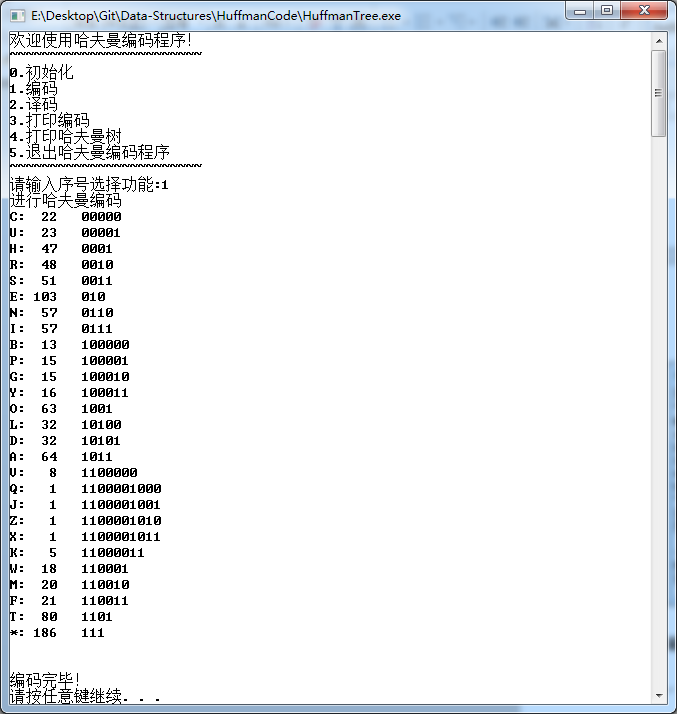 E:\Desktop\Git\Data-Structures\HuffmanCode\HuffmanTree.exe
欢迎使用哈夫曼编码程序!
~~~~~~~~~~~~~~~~~~~~~~~~
0.初始化
1.编码
2.译码
3.打印编码
4.打印哈夫曼树
5.退出哈夫曼编码程序
~~~~~~~~~~~~~~~~~~~~~~~~
请输入序号选择功能:1
进行哈夫曼编码
C:  22   00000
U:  23   00001
H:  47   0001
R:  48   0010
S:  51   0011
E: 103   010
N:  57   0110
I:  57   0111
B:  13   100000
P:  15   100001
G:  15   100010
Y:  16   100011
O:  63   1001
L:  32   10100
D:  32   10101
A:  64   1011
V:   8   1100000
Q:   1   1100001000
J:   1   1100001001
Z:   1   1100001010
X:   1   1100001011
K:   5   11000011
W:  18   110001
M:  20   110010
F:  21   110011
T:  80   1101
*: 186   111
编码完毕!
请按任意键继续. . .